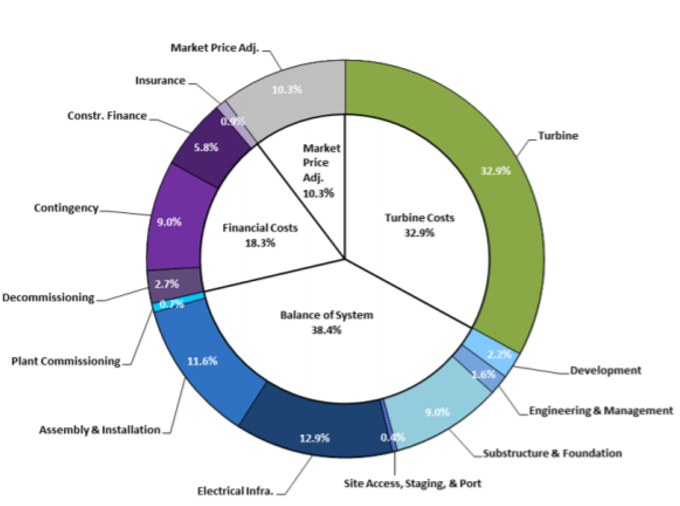 Market Price Adj.
10.3%
Insurance
0.9%
Constr. Finance
5.8%
Contingency
9.0%
Decommissioning
2.7%
Plant Commissioning
0.7%
Assembly & Installation
11.6%
Electrical Infra.
12.9%
Site Access, Staging, & Port
0.4%
Substructure & Foundation
9.0%
Engineering & Management
1.6%
Development
2.2%
Turbine
32.9%
Market
Price
Adj.
10.3%
Turbine Costs
32.9%
Financial Costs
18.3%
Balance of System
38.4%